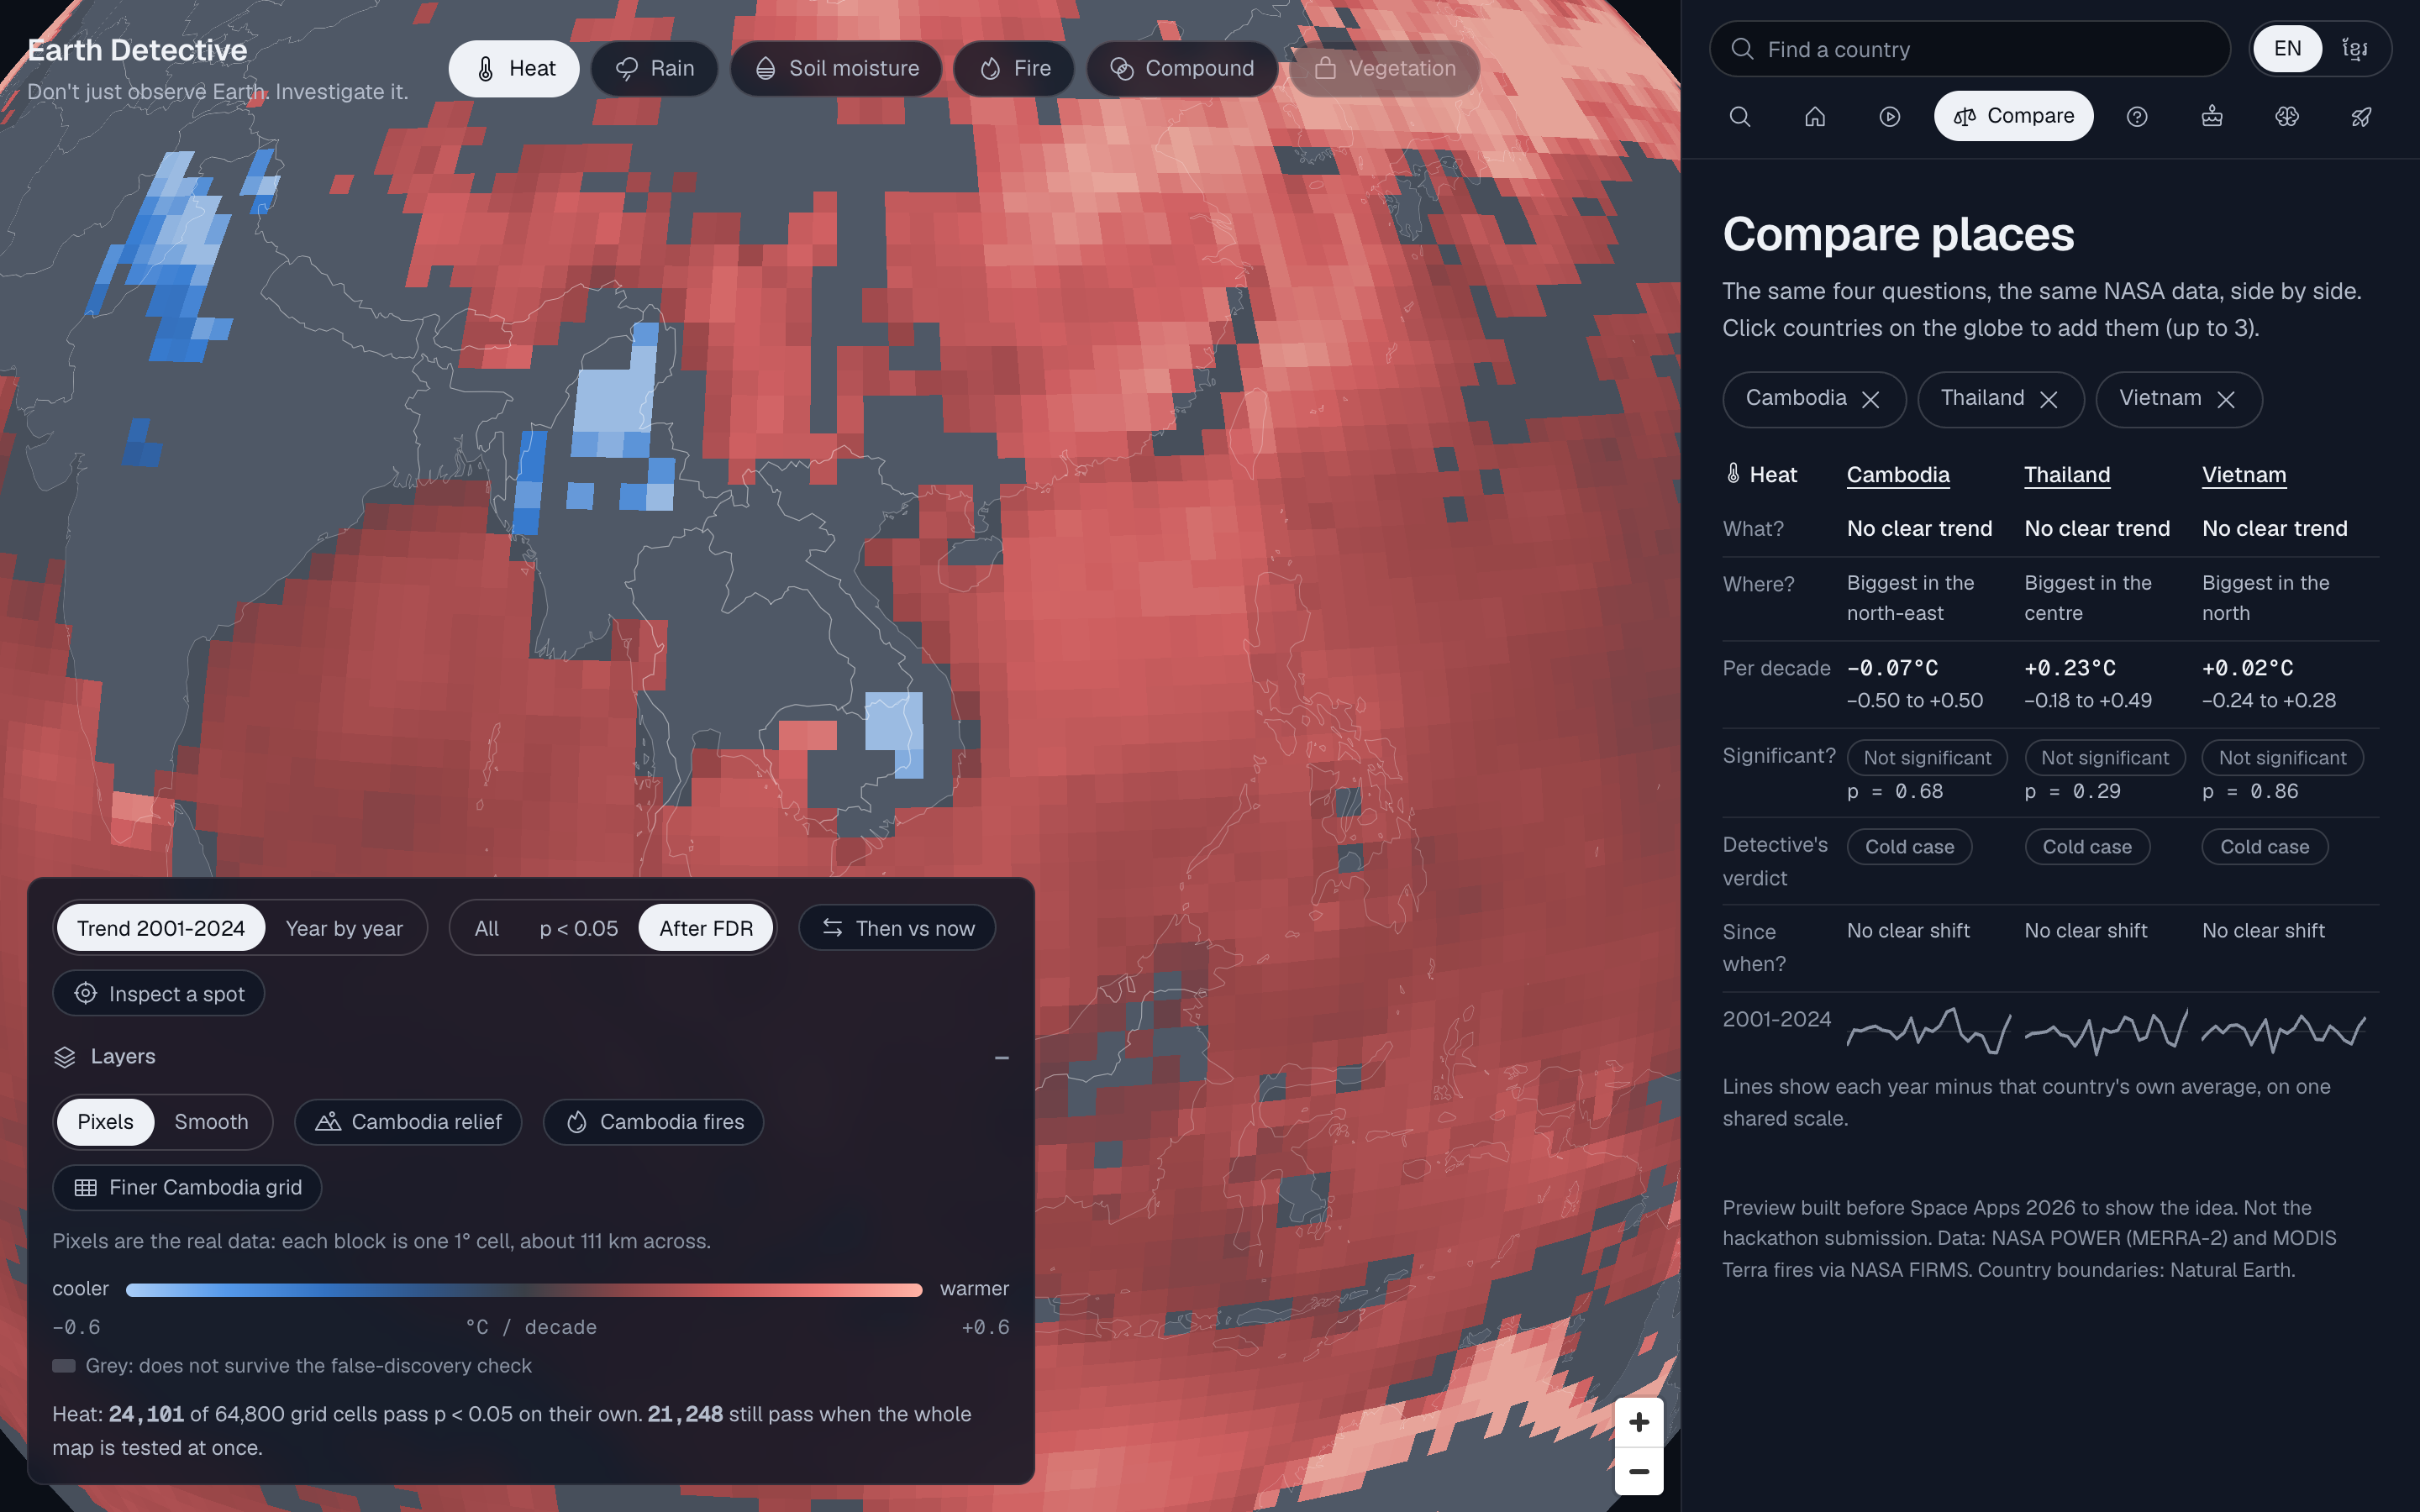 Earth Detective
Don't just observe Earth. Investigate it.
Heat
Rain
Soil moisture
Fire
Compound
Vegetation
Find a country
EN
ខ្មែរ
Compare
Compare places
The same four questions, the same NASA data, side by side.
Click countries on the globe to add them (up to 3).
Cambodia
Thailand
Vietnam
Heat Cambodia Thailand Vietnam
What? No clear trend No clear trend No clear trend
Where? Biggest in the north-east Biggest in the centre Biggest in the north
Per decade −0.07°C +0.23°C +0.02°C
−0.50 to +0.50 −0.18 to +0.49 −0.24 to +0.28
Significant? Not significant Not significant Not significant
p = 0.68 p = 0.29 p = 0.86
Detective's verdict Cold case Cold case Cold case
Since when? No clear shift No clear shift No clear shift
2001-2024
Lines show each year minus that country's own average, on one
shared scale.
Preview built before Space Apps 2026 to show the idea. Not the
hackathon submission. Data: NASA POWER (MERRA-2) and MODIS
Terra fires via NASA FIRMS. Country boundaries: Natural Earth.
Trend 2001-2024
Year by year
All
p < 0.05
After FDR
Then vs now
Inspect a spot
Layers
Pixels
Smooth
Cambodia relief
Cambodia fires
Finer Cambodia grid
Pixels are the real data: each block is one 1° cell, about 111 km across.
cooler
warmer
−0.6
°C / decade
+0.6
Grey: does not survive the false-discovery check
Heat: 24,101 of 64,800 grid cells pass p < 0.05 on their own. 21,248 still pass when the whole
map is tested at once.